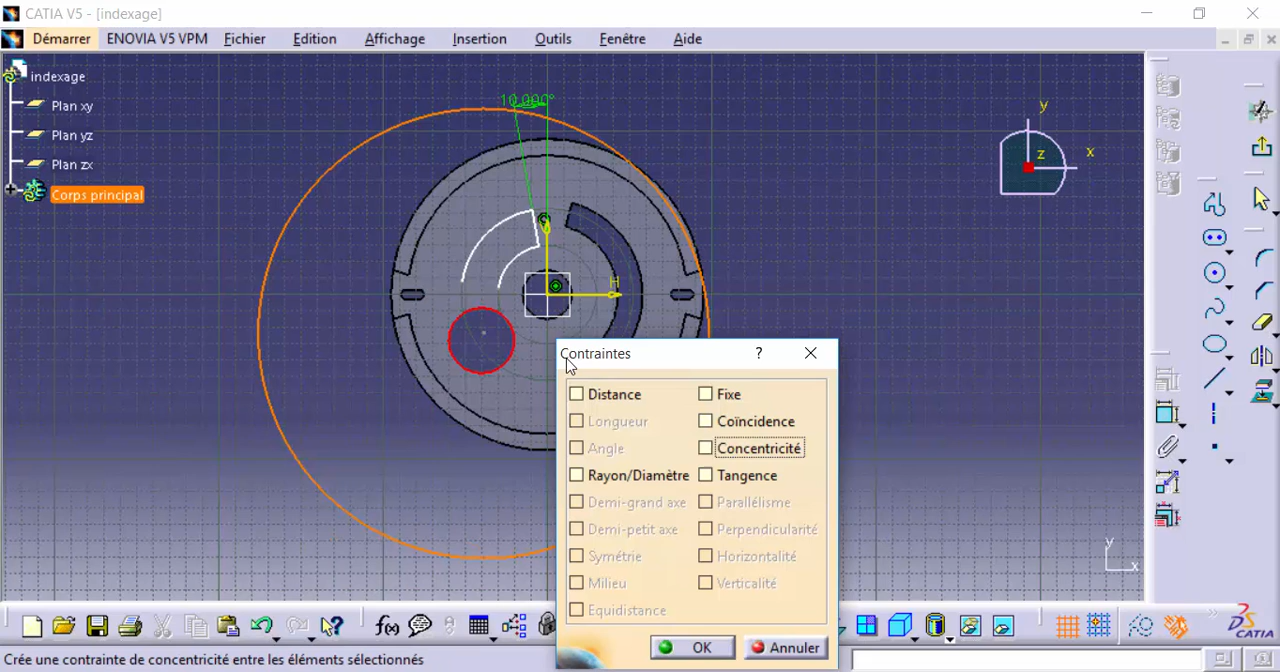 CATIA V5 - [indexage]
Démarrer ENOVIA V5 VPM Fichier Edition Affichage Insertion Outils Fenêtre Aide
indexage
Plan xy
Plan yz
Plan zx
Corps principal
10.000°
H
y
z
x
Contraintes ?
Distance Fixe
Longueur Coïncidence
Angle Concentricité
Rayon/Diamètre Tangence
Demi-grand axe Parallélisme
Demi-petit axe Perpendicularité
Symétrie Horizontalité
Milieu Verticalité
Equidistance
OK Annuler
y
x
f(x)
CATIA
Crée une contrainte de concentricité entre les éléments sélectionnés